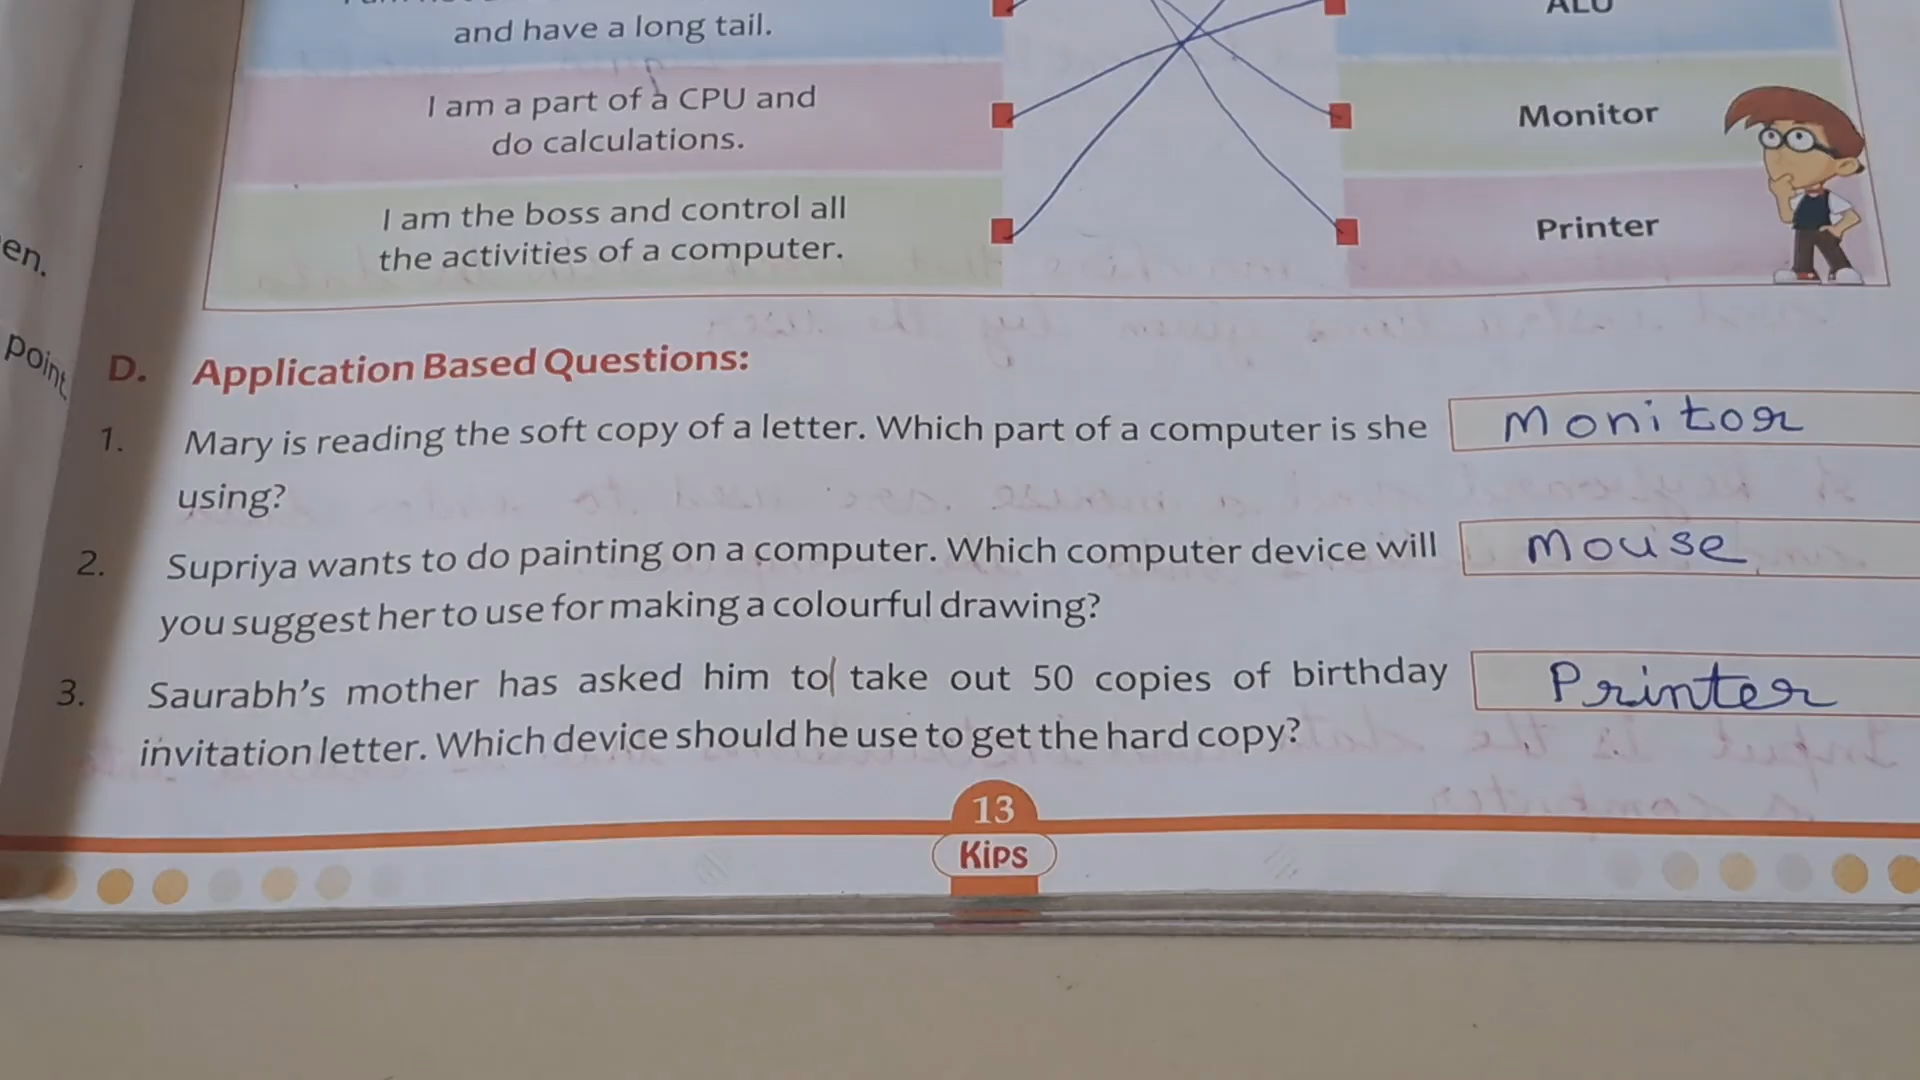 and have a long tail.
ALU
I am a part of a CPU and
do calculations.
Monitor
I am the boss and control all
the activities of a computer.
Printer
en.
point
D. Application Based Questions:
1. Mary is reading the soft copy of a letter. Which part of a computer is she
using?
Monitor
2. Supriya wants to do painting on a computer. Which computer device will
you suggest her to use for making a colourful drawing?
Mouse
3. Saurabh's mother has asked him to take out 50 copies of birthday
invitation letter. Which device should he use to get the hard copy?
Printer
13
Kips